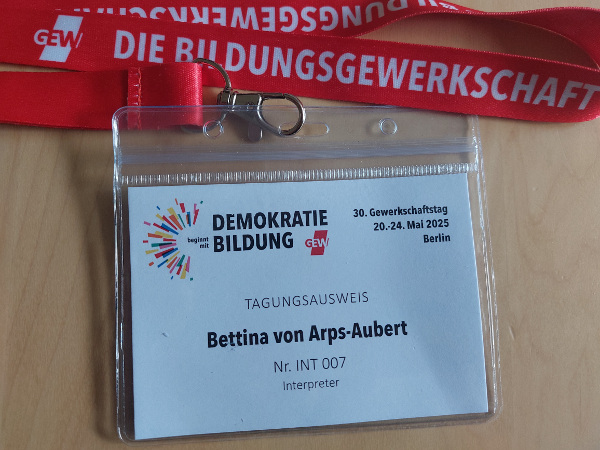 BILDUNGSGEWERKSCHAFT
GEW DIE BILDUNGSGEWERKSCHAFT
beginnt mit
DEMOKRATIE
BILDUNG GEW
30. Gewerkschaftstag
20.-24. Mai 2025
Berlin
TAGUNGSAUSWEIS
Bettina von Arps-Aubert
Nr. INT 007
Interpreter